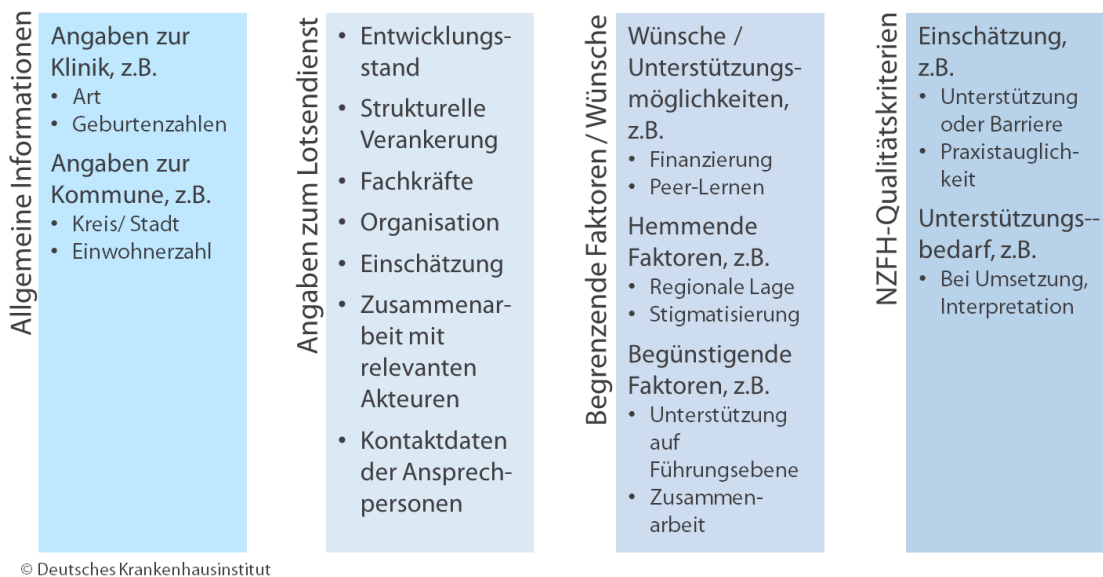 Allgemeine Informationen
Angaben zur
Klinik, z.B.
• Art
• Geburtenzahlen
Angaben zur
Kommune, z.B.
• Kreis/ Stadt
• Einwohnerzahl
Angaben zum Lotsendienst
• Entwicklungs-
stand
• Strukturelle
Verankerung
• Fachkräfte
• Organisation
• Einschätzung
• Zusammenar-
beit mit
relevanten
Akteuren
• Kontaktdaten
der Ansprech-
personen
Begrenzende Faktoren / Wünsche
Wünsche /
Unterstützungs-
möglichkeiten,
z.B.
• Finanzierung
• Peer-Lernen
Hemmende
Faktoren, z.B.
• Regionale Lage
• Stigmatisierung
Begünstigende
Faktoren, z.B.
• Unterstützung
auf
Führungsebene
• Zusammen-
arbeit
NZFH-Qualitätskriterien
Einschätzung,
z.B.
• Unterstützung
oder Barriere
• Praxistauglich-
keit
Unterstützungs--
bedarf, z.B.
• Bei Umsetzung,
Interpretation
© Deutsches Krankenhausinstitut